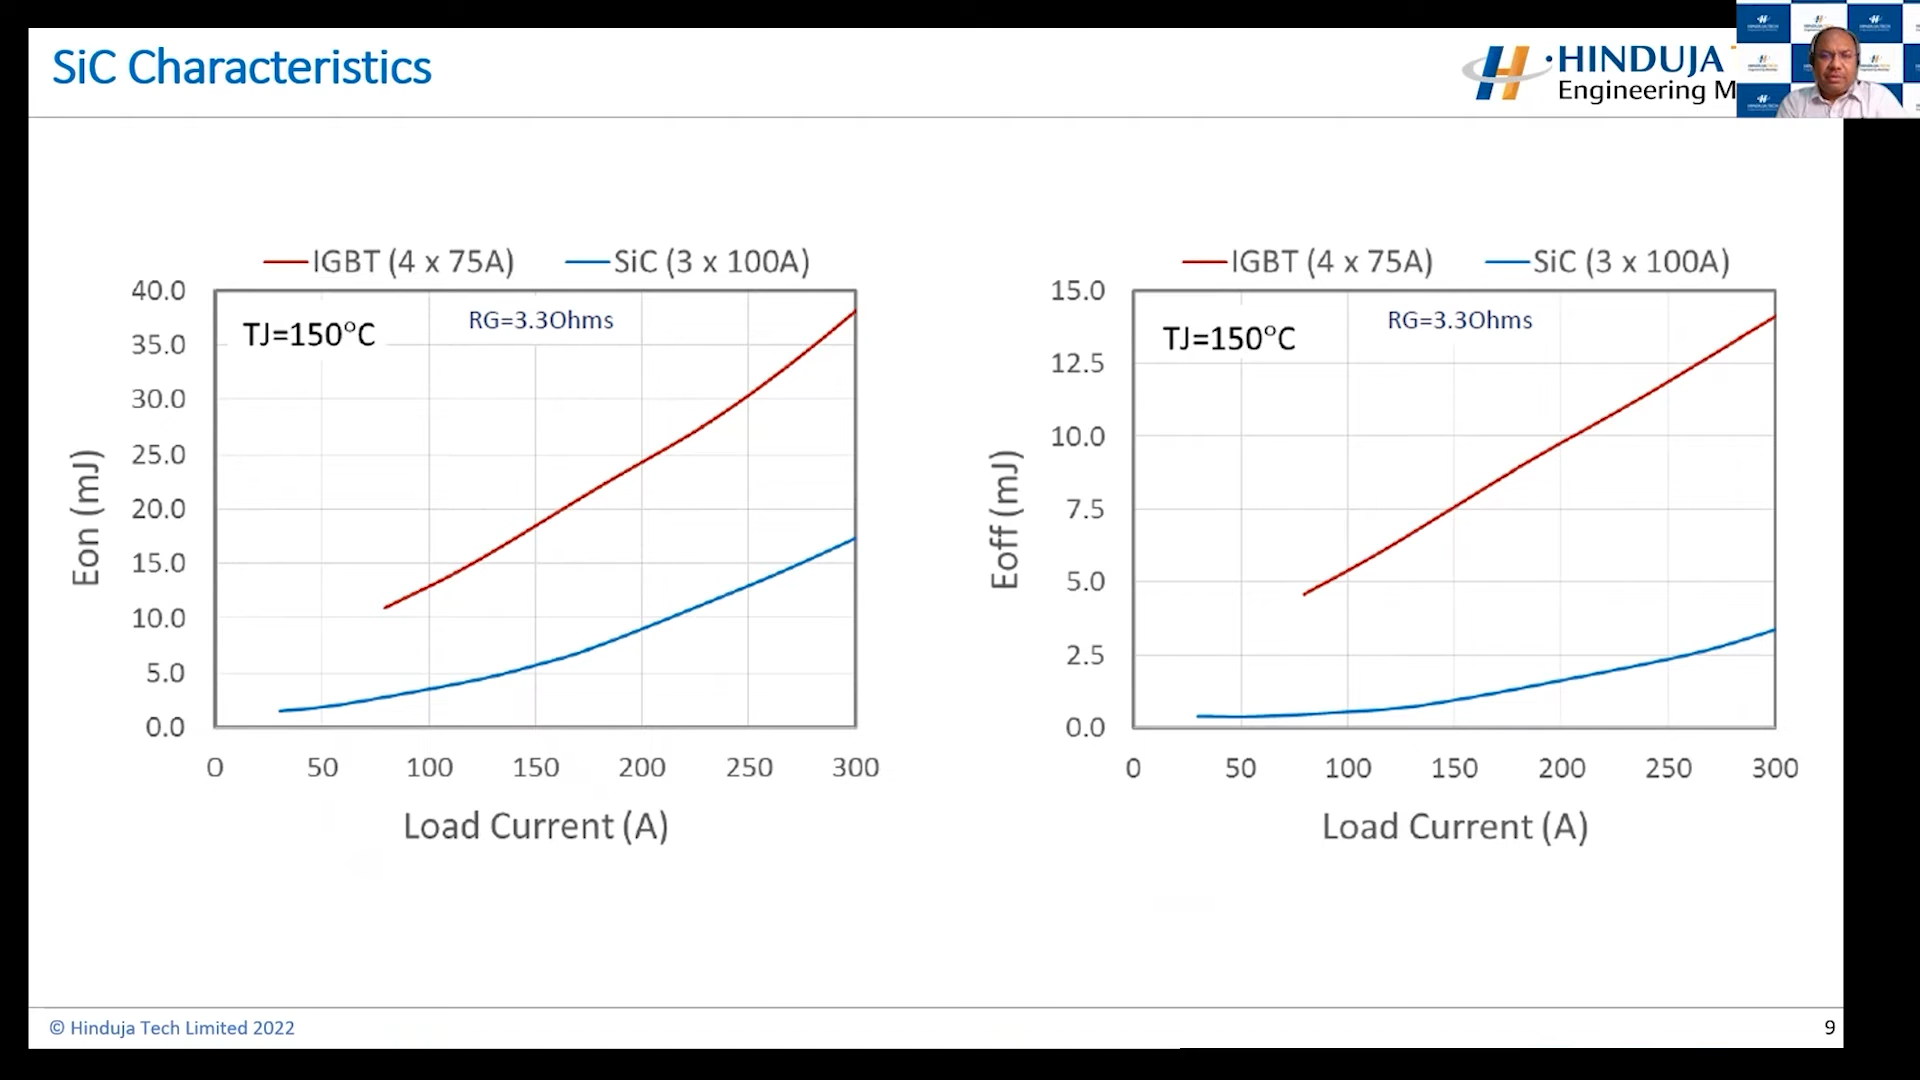 SiC Characteristics
HINDUJA
Engineering M
IGBT (4 x 75A) SiC (3 x 100A)
TJ=150°C
RG=3.3Ohms
40.0
35.0
30.0
25.0
20.0
15.0
10.0
5.0
0.0
Eon (mJ)
0 50 100 150 200 250 300
Load Current (A)
IGBT (4 x 75A) SiC (3 x 100A)
TJ=150°C
RG=3.3Ohms
15.0
12.5
10.0
7.5
5.0
2.5
0.0
Eoff (mJ)
0 50 100 150 200 250 300
Load Current (A)
© Hinduja Tech Limited 2022
9